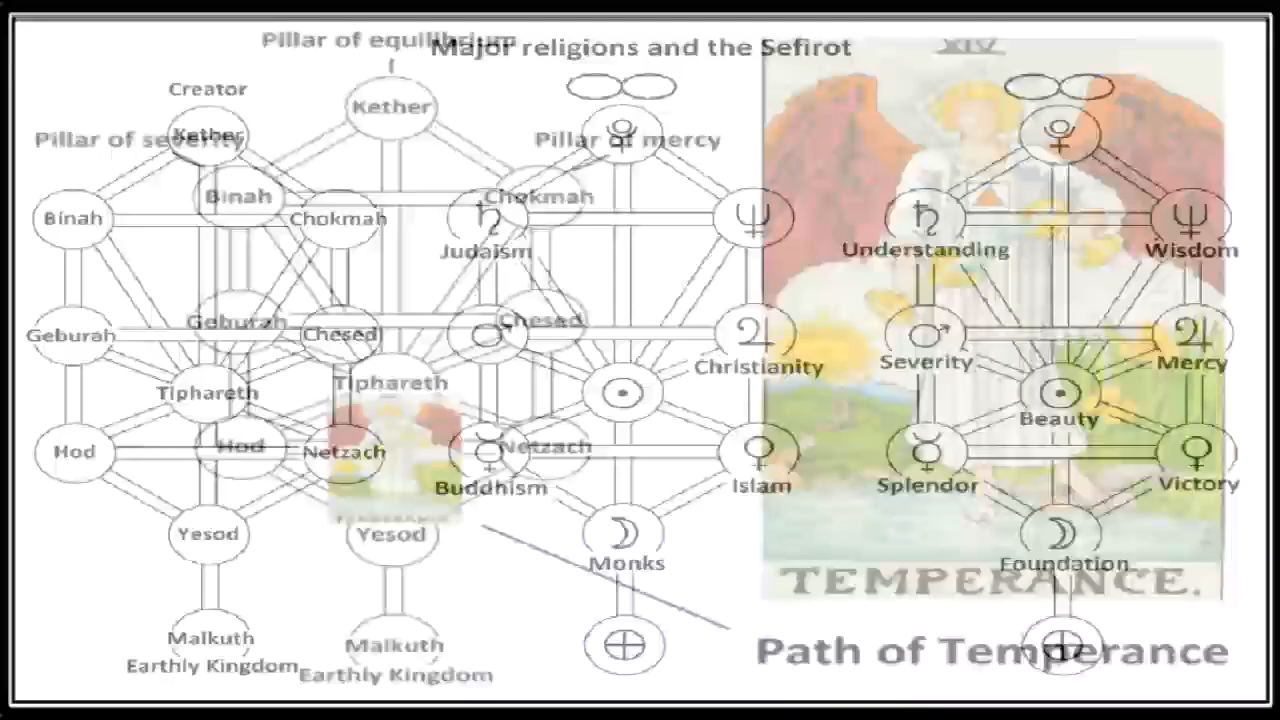 Pillar of equilibrium
Major religions and the Sefirot
XIV
Creator
Kether
Kether
Pillar of severity
Pillar of mercy
Binah
Chokmah
Binah
Chokmah
Judaism
Understanding
Wisdom
Geburah
Chesed
Geburah
Chesed
Christianity
Severity
Mercy
Tiphareth
Tiphareth
Beauty
Hod
Netzach
Hod
Netzach
Buddhism
Islam
Splendor
Victory
Yesod
Yesod
Monks
Foundation
TEMPERANCE.
Malkuth
Earthly Kingdom
Malkuth
Earthly Kingdom
Path of Temperance